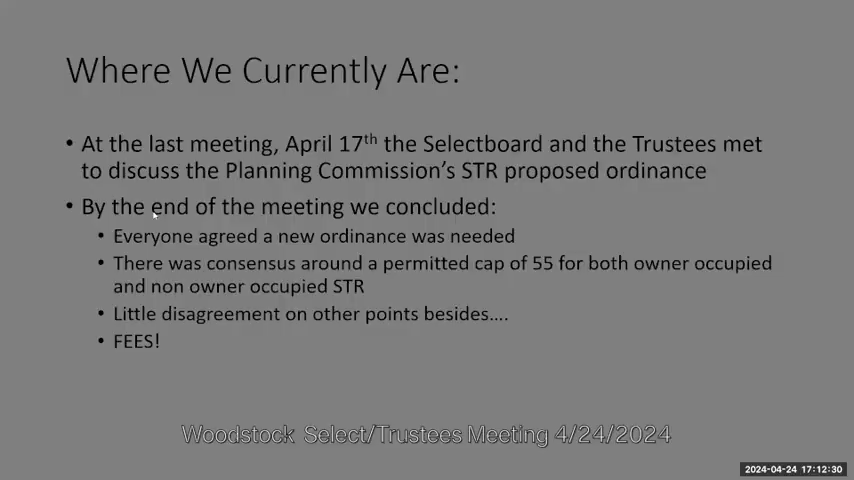 Where We Currently Are:
• At the last meeting, April 17th the Selectboard and the Trustees met
to discuss the Planning Commission's STR proposed ordinance
• By the end of the meeting we concluded:
• Everyone agreed a new ordinance was needed
• There was consensus around a permitted cap of 55 for both owner occupied
and non owner occupied STR
• Little disagreement on other points besides....
• FEES!
Woodstock Select/Trustees Meeting 4/24/2024
2024-04-24 17:12:30